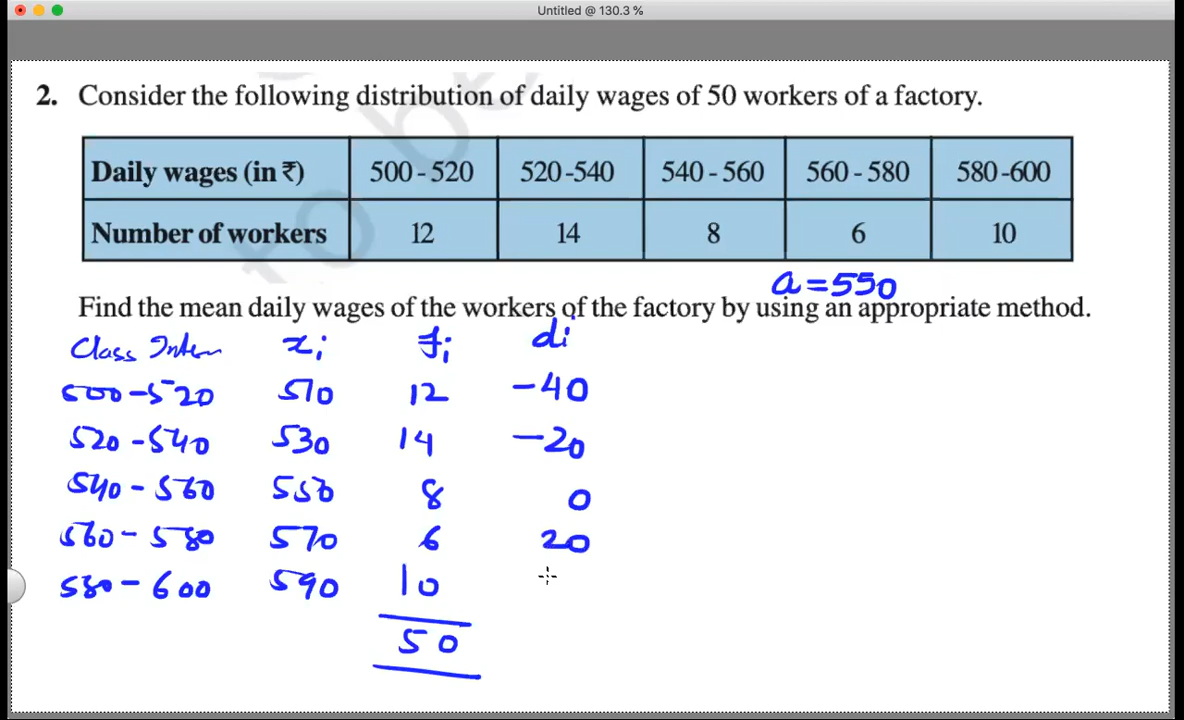 Untitled @ 130.3 %
2. Consider the following distribution of daily wages of 50 workers of a factory.
Daily wages (in ₹) 500 - 520 520-540 540 - 560 560 - 580 580-600
Number of workers 12 14 8 6 10
a = 550
Find the mean daily wages of the workers of the factory by using an appropriate method.
Class Inter xi fi di
500-520 510 12 -40
520-540 530 14 -20
540-560 550 8 0
560-580 570 6 20
580-600 590 10
50
to be